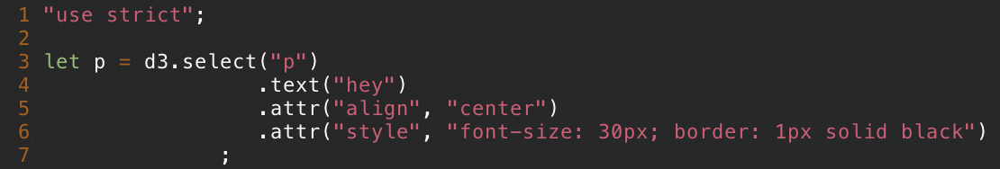 1 "use strict";
2
3 let p = d3.select("p")
4 .text("hey")
5 .attr("align", "center")
6 .attr("style", "font-size: 30px; border: 1px solid black")
7 ;